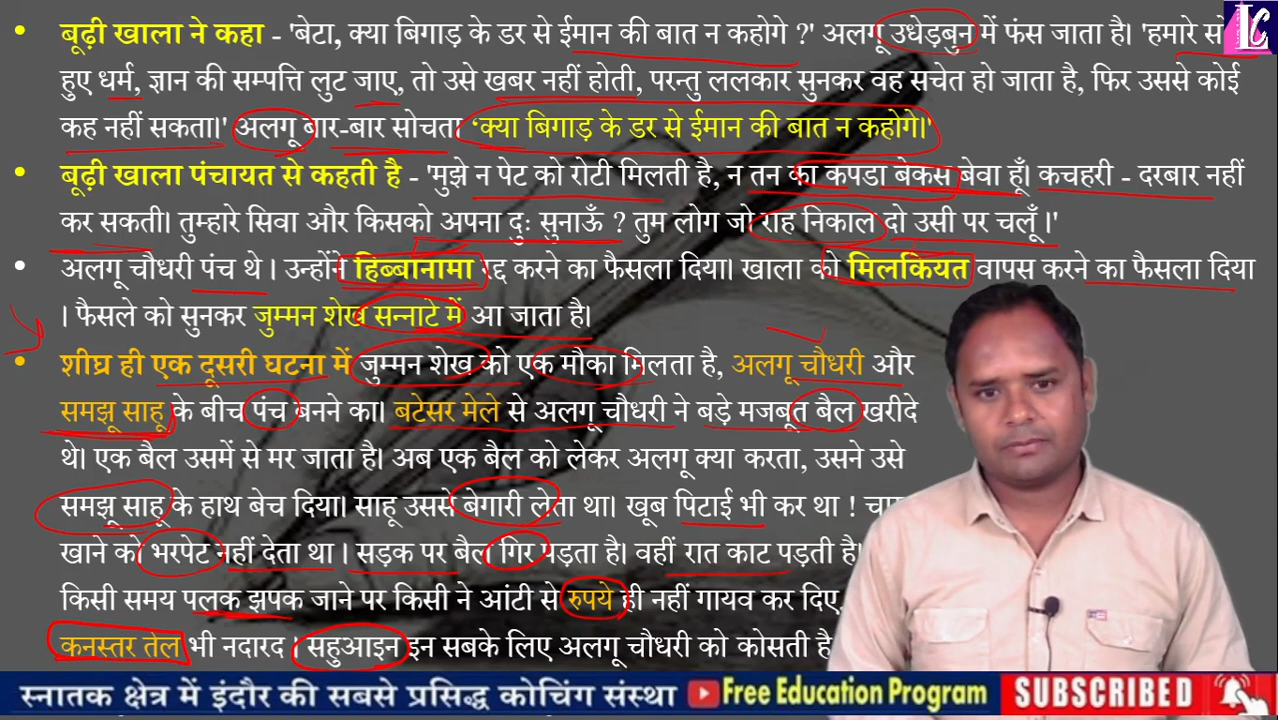 बूढ़ी खाला ने कहा - 'बेटा, क्या बिगाड़ के डर से ईमान की बात न कहोगे ?' अलगू उधेड़बुन में फंस जाता है। 'हमारे सो
हुए धर्म, ज्ञान की सम्पत्ति लुट जाए, तो उसे खबर नहीं होती, परन्तु ललकार सुनकर वह सचेत हो जाता है, फिर उससे कोई
कह नहीं सकता।' अलगू बार-बार सोचता 'क्या बिगाड़ के डर से ईमान की बात न कहोगे।'
बूढ़ी खाला पंचायत से कहती है - 'मुझे न पेट को रोटी मिलती है, न तन का कपडा बेकस बेवा हूँ। कचहरी - दरबार नहीं
कर सकती। तुम्हारे सिवा और किसको अपना दुः सुनाऊँ ? तुम लोग जो राह निकाल दो उसी पर चलूँ ।'
अलगू चौधरी पंच थे । उन्होंने हिब्बानामा रद्द करने का फैसला दिया। खाला को मिलकियत वापस करने का फैसला दिया
। फैसले को सुनकर जुम्मन शेख सन्नाटे में आ जाता है।
शीघ्र ही एक दूसरी घटना में जुम्मन शेख को एक मौका मिलता है, अलगू चौधरी और
समझू साहू के बीच पंच बनने का। बटेसर मेले से अलगू चौधरी ने बड़े मजबूत बैल खरीदे
थे। एक बैल उसमें से मर जाता है। अब एक बैल को लेकर अलगू क्या करता, उसने उसे
समझू साहू के हाथ बेच दिया। साहू उससे बेगारी लेता था। खूब पिटाई भी कर था !
खाने को भरपेट नहीं देता था । सड़क पर बैल गिर पड़ता है। वहीं रात काट पड़ती है।
किसी समय पलक झपक जाने पर किसी ने आंटी से रुपये ही नहीं गायव कर दिए,
कनस्तर तेल भी नदारद । सहुआइन इन सबके लिए अलगू चौधरी को कोसती है
LC
स्नातक क्षेत्र में इंदौर की सबसे प्रसिद्ध कोचिंग संस्था Free Education Program SUBSCRIBED